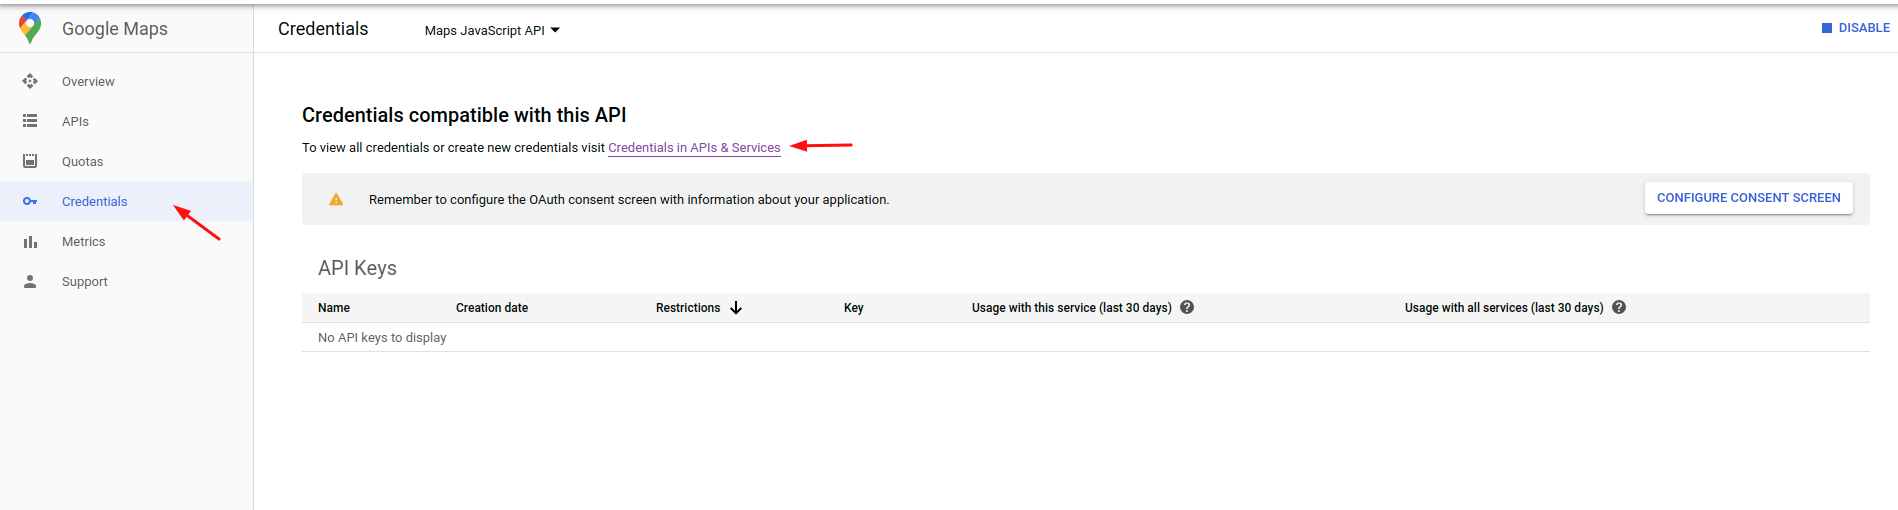 Google Maps
Credentials
Maps JavaScript API
DISABLE
Overview
APIs
Quotas
Credentials
Metrics
Support
Credentials compatible with this API
To view all credentials or create new credentials visit Credentials in APIs & Services
Remember to configure the OAuth consent screen with information about your application.
CONFIGURE CONSENT SCREEN
API Keys
Name Creation date Restrictions Key Usage with this service (last 30 days) ? Usage with all services (last 30 days) ?
No API keys to display